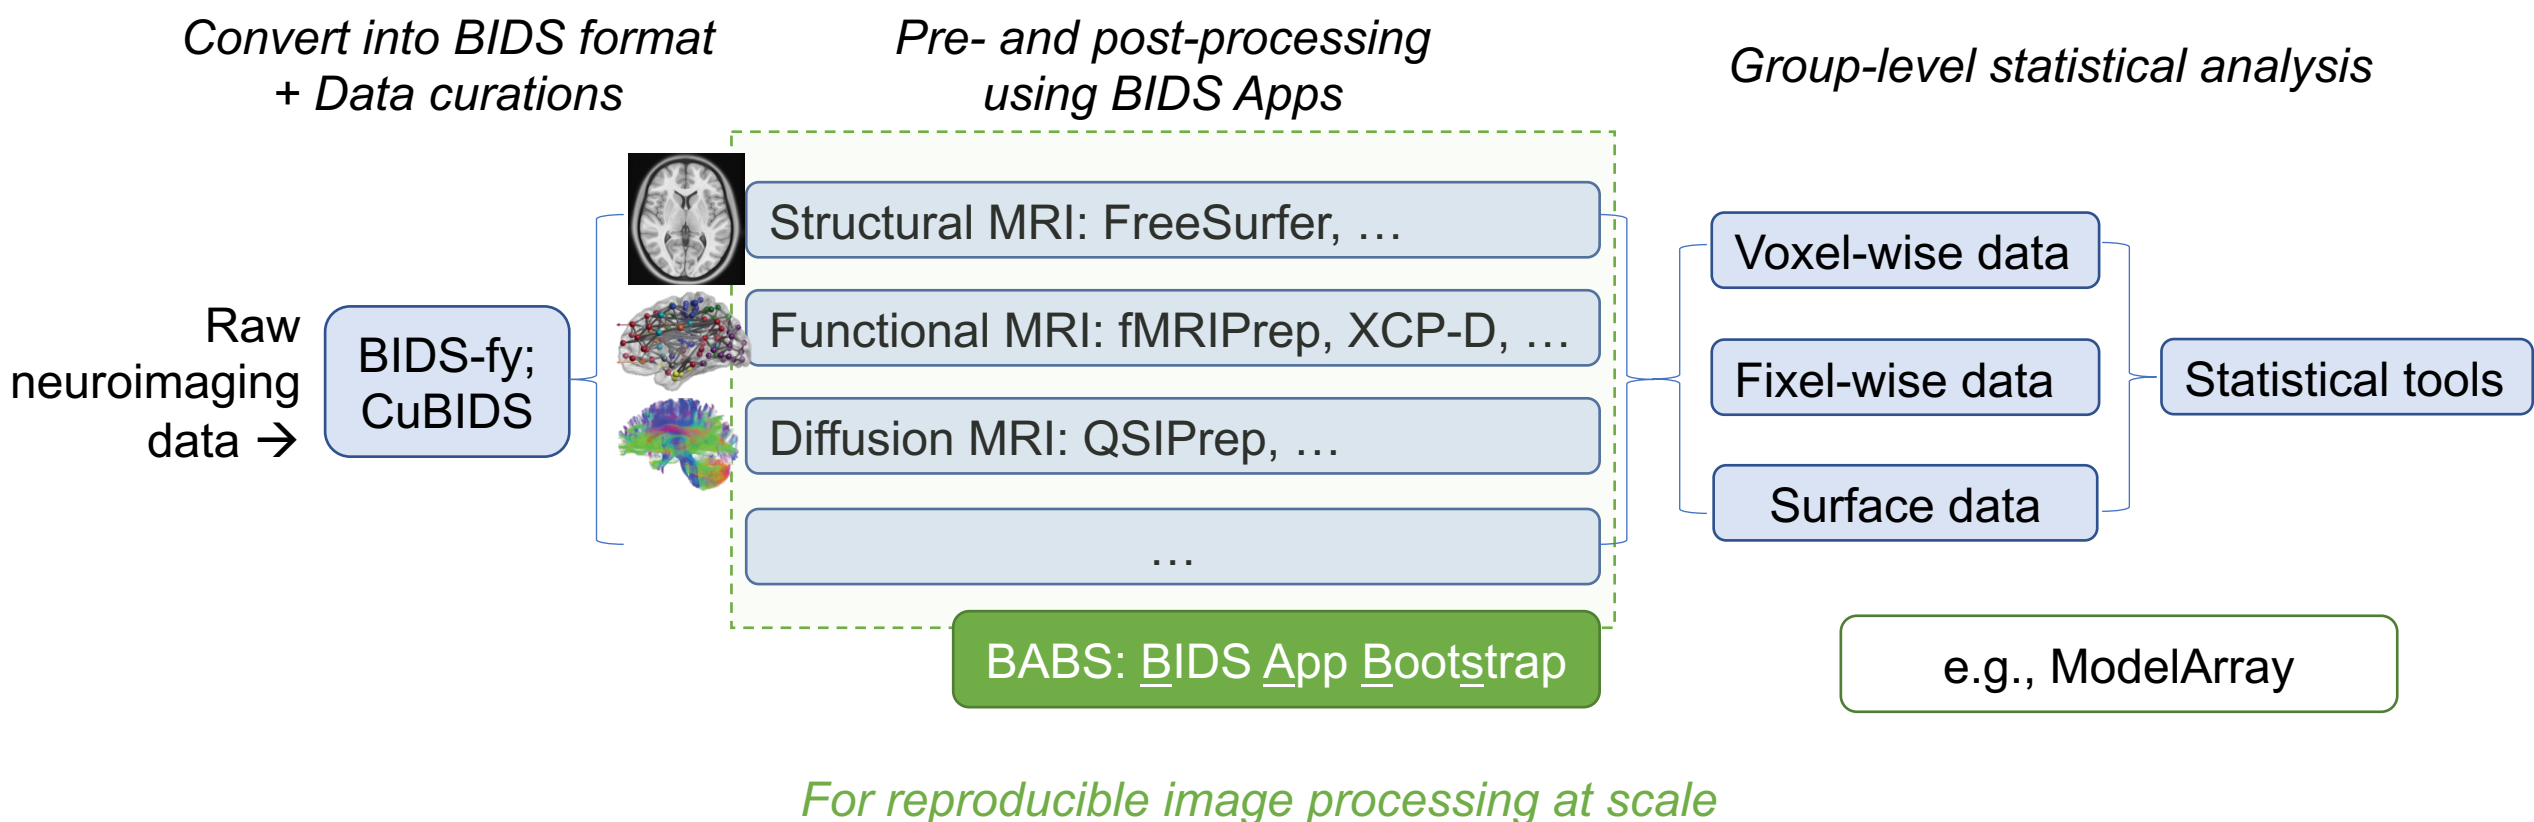 Convert into BIDS format
+ Data curations
Pre- and post-processing
using BIDS Apps
Group-level statistical analysis
Raw
neuroimaging
data →
BIDS-fy;
CuBIDS
Structural MRI: FreeSurfer, …
Functional MRI: fMRIPrep, XCP-D, …
Diffusion MRI: QSIPrep, …
…
BABS: BIDS App Bootstrap
Voxel-wise data
Fixel-wise data
Surface data
Statistical tools
e.g., ModelArray
For reproducible image processing at scale